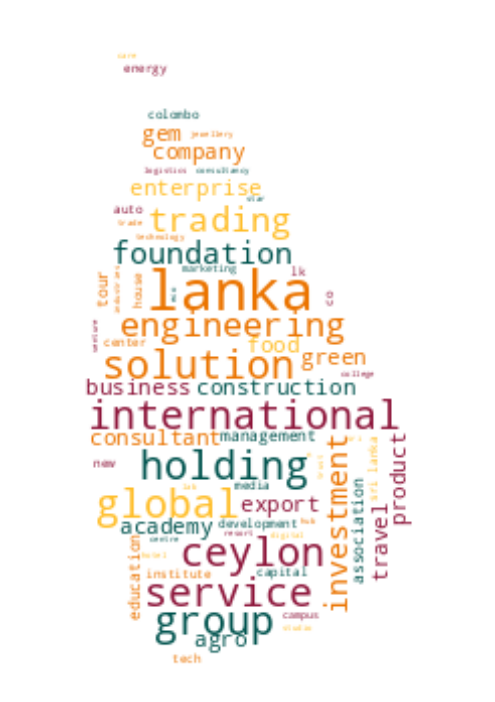 care
energy
colombo
gem jewellery
company
logistics consultancy
enterprise
star
auto trading
trade
technology
foundation
marketing lk
tour house lanka co
engineering
center food
solution green
college
business construction
international
consultant management
new holding
sri lanka
investment
product
travel
association
media
global export
academy development hub
centre resort digital
education hotel ceylon
institute capital
service
campus
group
studio
agro
tech